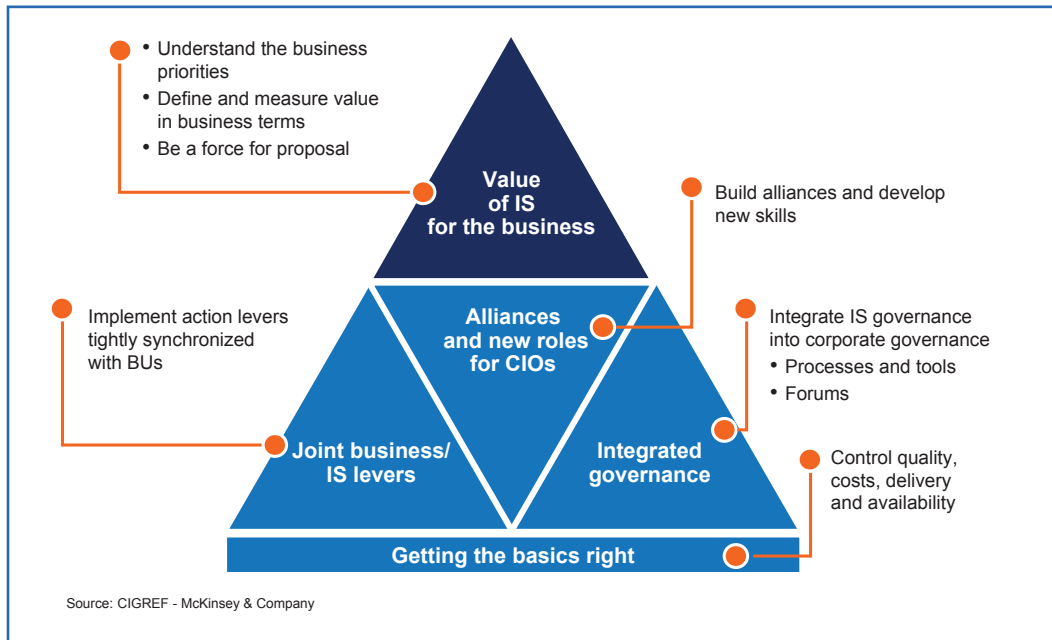 • Understand the business
priorities
• Define and measure value
in business terms
• Be a force for proposal
Value
of IS
for the business
Build alliances and develop
new skills
Implement action levers
tightly synchronized
with BUs
Alliances
and new roles
for CIOs
Integrate IS governance
into corporate governance
• Processes and tools
• Forums
Joint business/
IS levers
Integrated
governance
Control quality,
costs, delivery
and availability
Getting the basics right
Source: CIGREF - McKinsey & Company